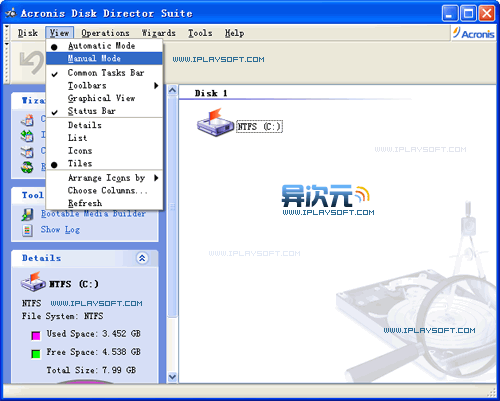 Acronis Disk Director Suite
Disk View Operations Wizards Tools Help
Acronis
Automatic Mode
Manual Mode
Common Tasks Bar
Toolbars
Graphical View
Status Bar
Details
List
Icons
Tiles
Arrange Icons by
Choose Columns...
Refresh
WWW.IPLAYSOFT.COM
Disk 1
NTFS (C:)
WWW.IPLAYSOFT.COM
异次元
WWW.IPLAYSOFT.COM
WWW.IPLAYSOFT.COM
WWW.IPLAYSOFT.COM
Wiza
C
I
C
R
Tool
Bootable Media Builder
Show Log
Details
NTFS (C:)
NTFS WWW.IPLAYSOFT.COM
File System: NTFS
Used Space: 3.452 GB
Free Space: 4.538 GB
Total Size: 7.99 GB